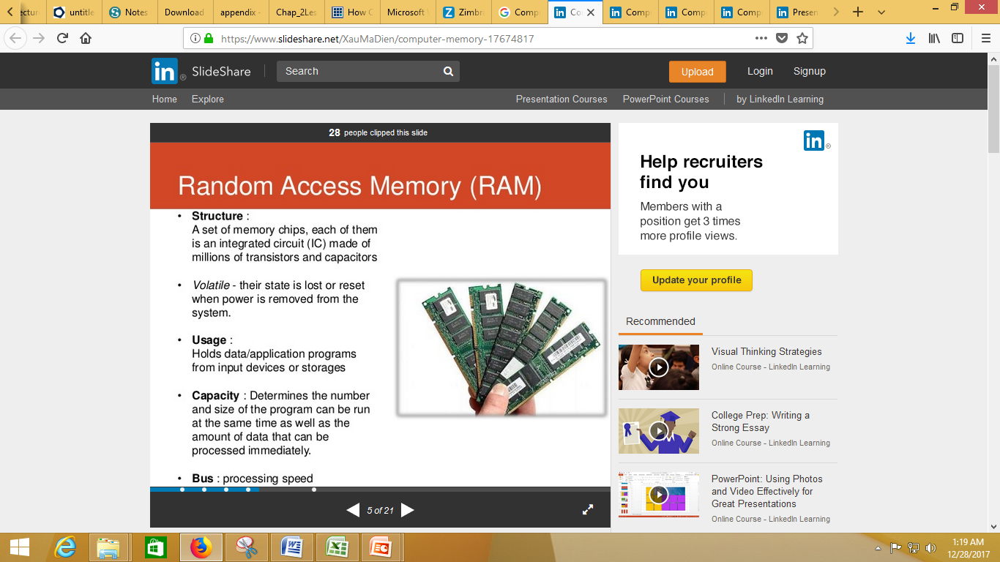 ectur
untitle
Notes
Download
appendix -
Chap_2Les
How C
Microsoft
Zimbra
Comp
Co
Comp
Comp
Comp
Presen
https://www.slideshare.net/XauMaDien/computer-memory-17674817
in ® SlideShare
Search
Upload
Login
Signup
Home
Explore
Presentation Courses
PowerPoint Courses
by LinkedIn Learning
28 people clipped this slide
Random Access Memory (RAM)
• Structure :
A set of memory chips, each of them
is an integrated circuit (IC) made of
millions of transistors and capacitors
• Volatile - their state is lost or reset
when power is removed from the
system.
• Usage :
Holds data/application programs
from input devices or storages
• Capacity : Determines the number
and size of the program can be run
at the same time as well as the
amount of data that can be
processed immediately.
• Bus : processing speed
5 of 21
in ®
Help recruiters
find you
Members with a
position get 3 times
more profile views.
Update your profile
Recommended
Visual Thinking Strategies
Online Course - LinkedIn Learning
College Prep: Writing a
Strong Essay
Online Course - LinkedIn Learning
PowerPoint: Using Photos
and Video Effectively for
Great Presentations
Online Course - LinkedIn Learning
1:19 AM
12/28/2017